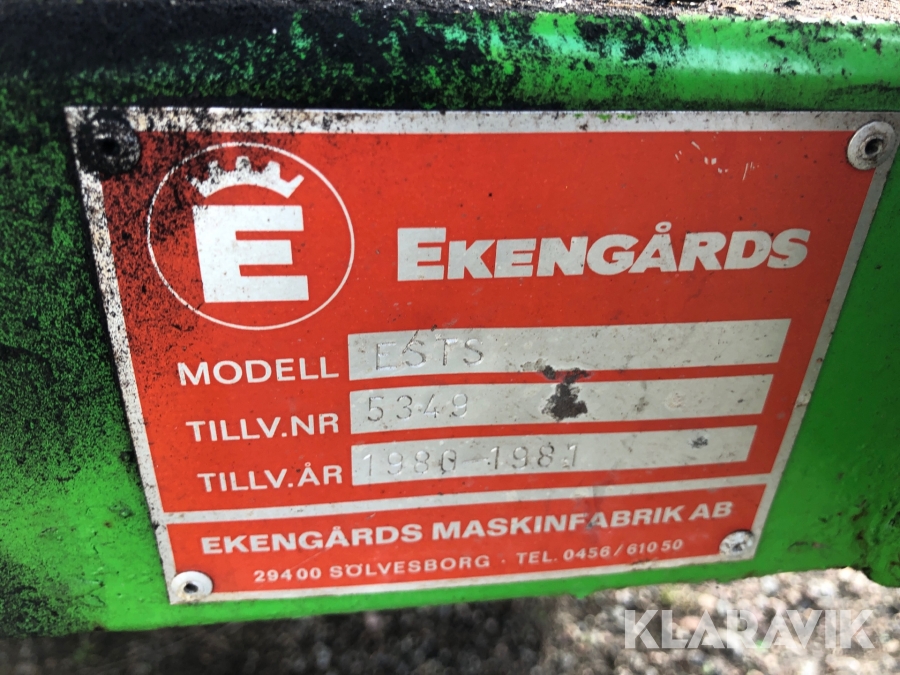 E
EKENGÅRDS
MODELL ESTS
TILLV.NR 5349
TILLV.ÅR 1980-1981
EKENGÅRDS MASKINFABRIK AB
29400 SÖLVESBORG · TEL. 0456/61050
KLARAVIK